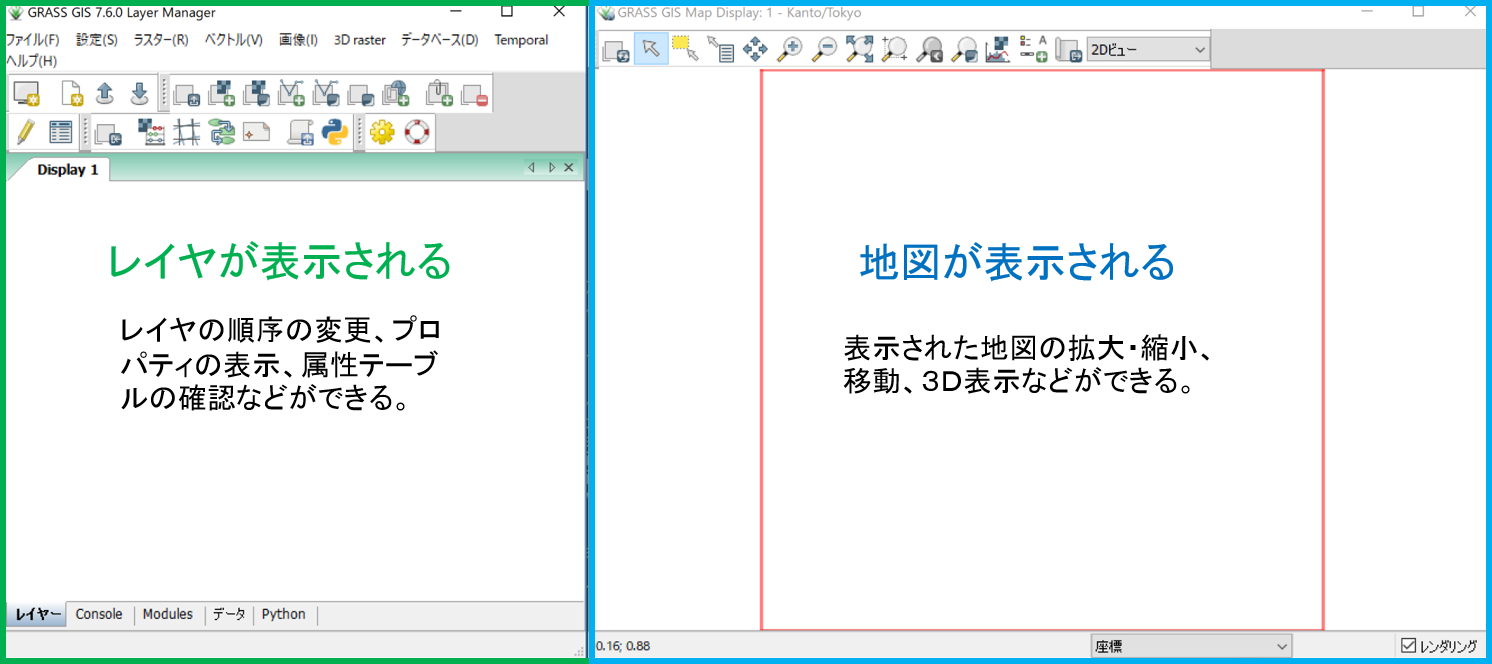 GRASS GIS 7.6.0 Layer Manager
ファイル(F) 設定(S) ラスター(R) ベクトル(V) 画像(I) 3D raster データベース(D) Temporal
ヘルプ(H)
Display 1
レイヤが表示される
レイヤの順序の変更、プロ
パティの表示、属性テーブ
ルの確認などができる。
レイヤー Console Modules データ Python
GRASS GIS Map Display: 1 - Kanto/Tokyo
2Dビュー
地図が表示される
表示された地図の拡大・縮小、
移動、３D表示などができる。
0.16; 0.88
座標
レンダリング